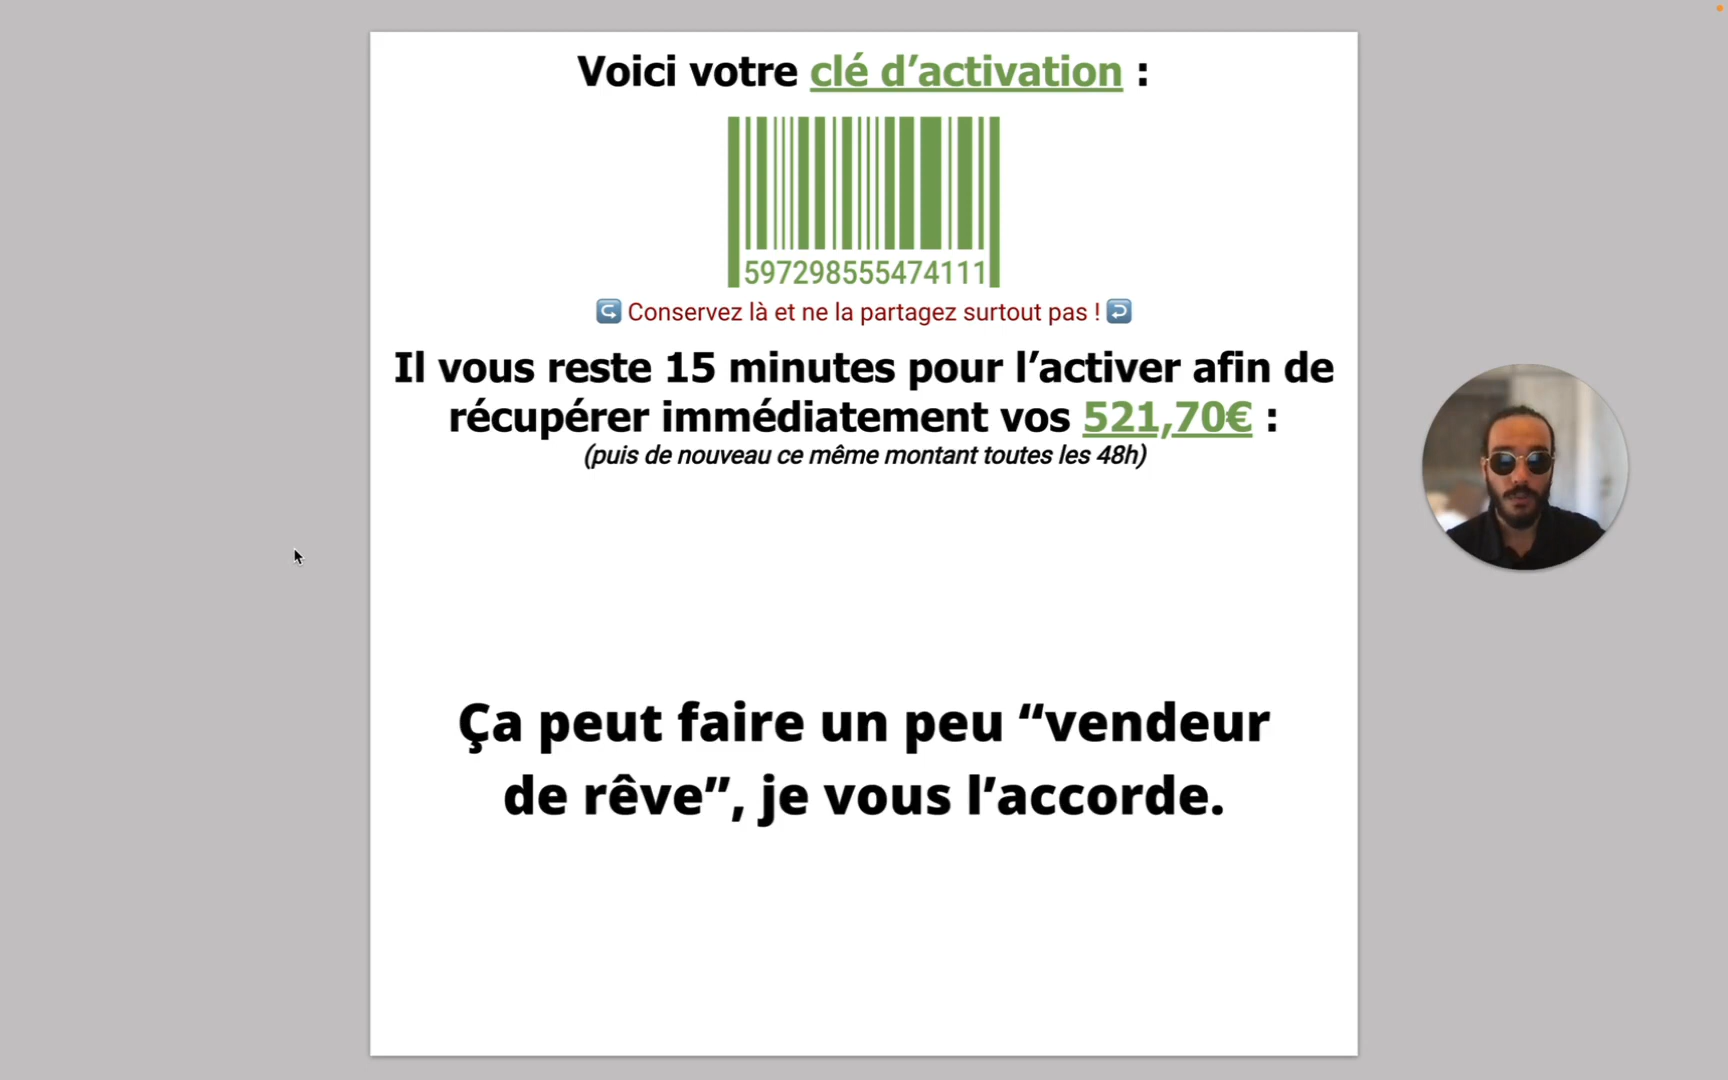 Voici votre clé d’activation :
597298555474111
Conservez là et ne la partagez surtout pas !
Il vous reste 15 minutes pour l’activer afin de
récupérer immédiatement vos 521,70€ :
(puis de nouveau ce même montant toutes les 48h)
Ça peut faire un peu “vendeur
de rêve”, je vous l’accorde.